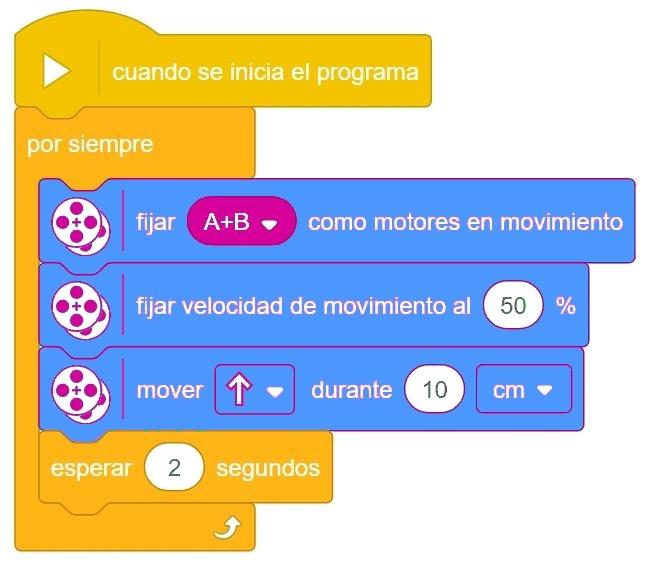 cuando se inicia el programa
por siempre
fijar A+B como motores en movimiento
fijar velocidad de movimiento al 50 %
mover durante 10 cm
esperar 2 segundos